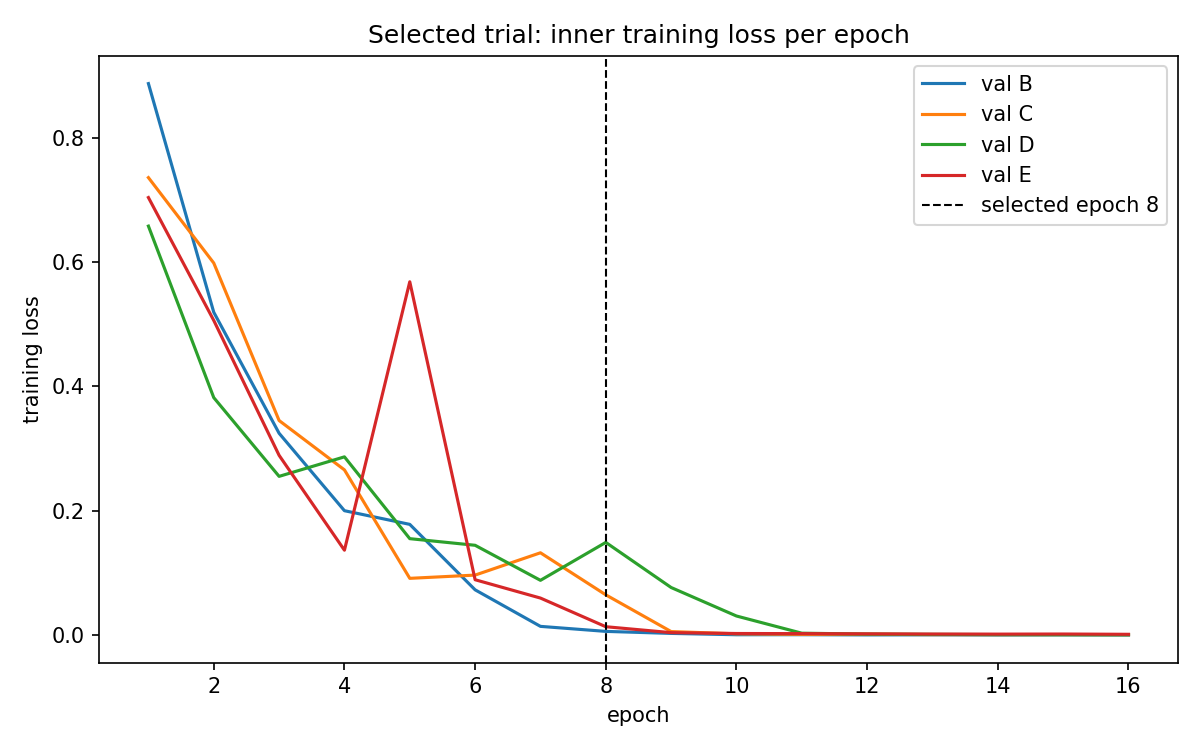 Selected trial: inner training loss per epoch
val B
val C
val D
val E
selected epoch 8
training loss
0.8
0.6
0.4
0.2
0.0
2 4 6 8 10 12 14 16
epoch